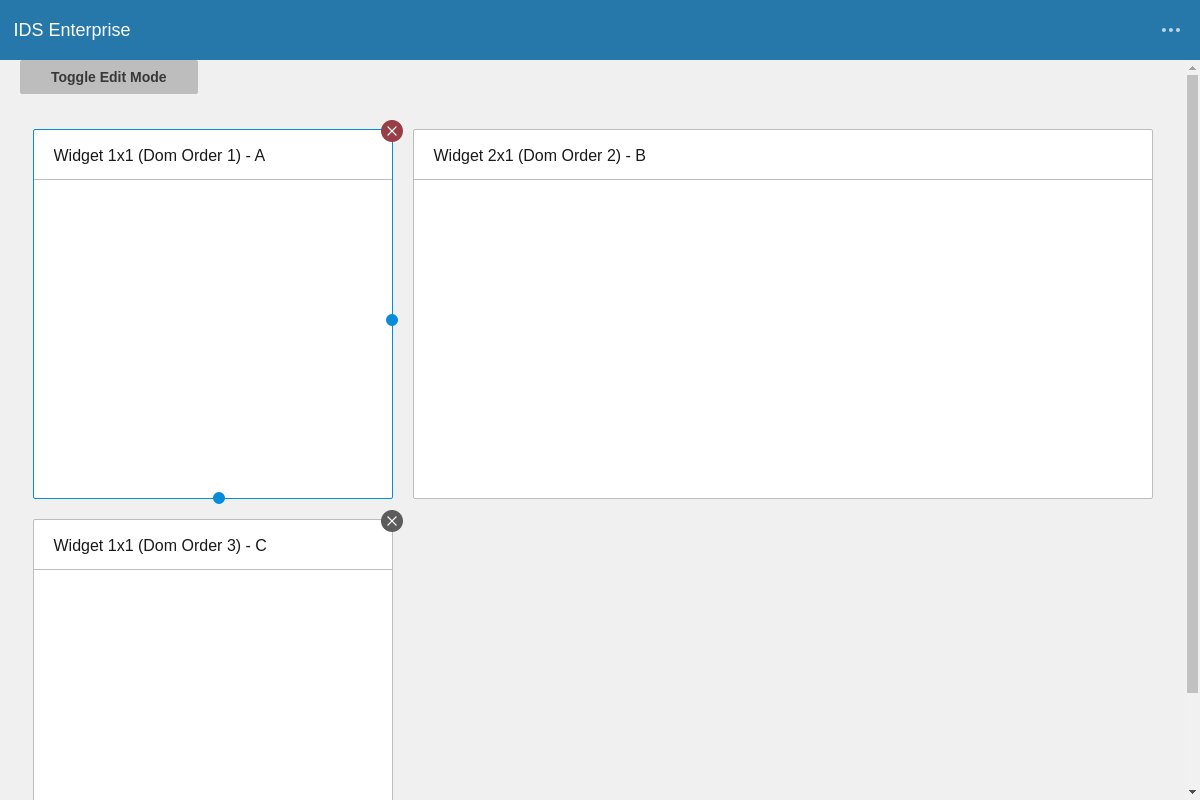 IDS Enterprise
Toggle Edit Mode
Widget 1x1 (Dom Order 1) - A
Widget 2x1 (Dom Order 2) - B
Widget 1x1 (Dom Order 3) - C